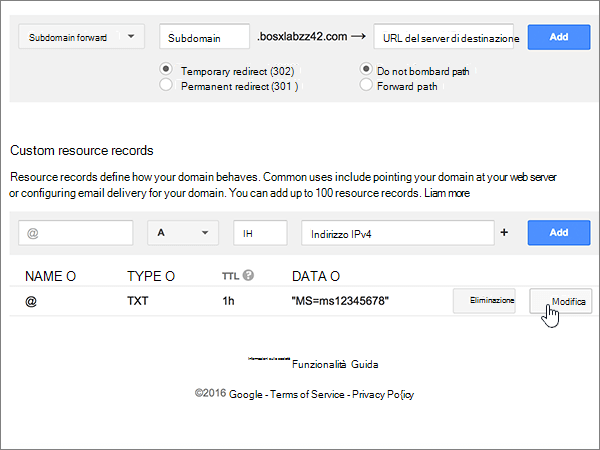 Subdomain forward Subdomain .bosxlabzz42.com → URL del server di destinazione Add
Temporary redirect (302) Do not bombard path
Permanent redirect (301 ) Forward path
Custom resource records
Resource records define how your domain behaves. Common uses include pointing your domain at your web server
or configuring email delivery for your domain. You can add up to 100 resource records. Liam more
@ A IH Indirizzo IPv4 + Add
NAME O TYPE O TTL ? DATA O
@ TXT 1h "MS=ms12345678" Eliminazione Modifica
Informazioni sulla società Funzionalità Guida
©2016 Google - Terms of Service - Privacy Po{icy